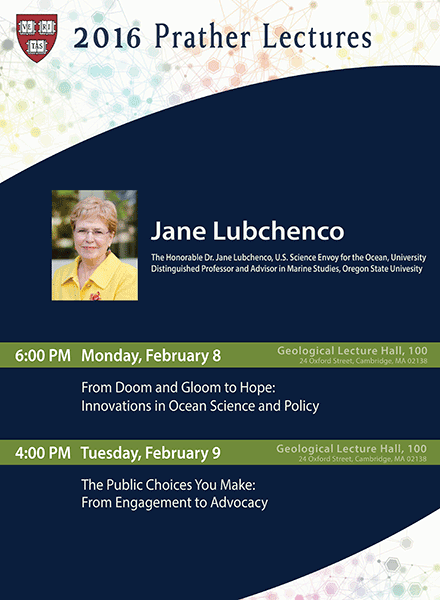 VE RI
TAS
2016 Prather Lectures
Jane Lubchenco
The Honorable Dr. Jane Lubchenco, U.S. Science Envoy for the Ocean, University
Distinguished Professor and Advisor in Marine Studies, Oregon State Univesity
6:00 PM Monday, February 8
Geological Lecture Hall, 100
24 Oxford Street, Cambridge, MA 02138
From Doom and Gloom to Hope:
Innovations in Ocean Science and Policy
4:00 PM Tuesday, February 9
Geological Lecture Hall, 100
24 Oxford Street, Cambridge, MA 02138
The Public Choices You Make:
From Engagement to Advocacy